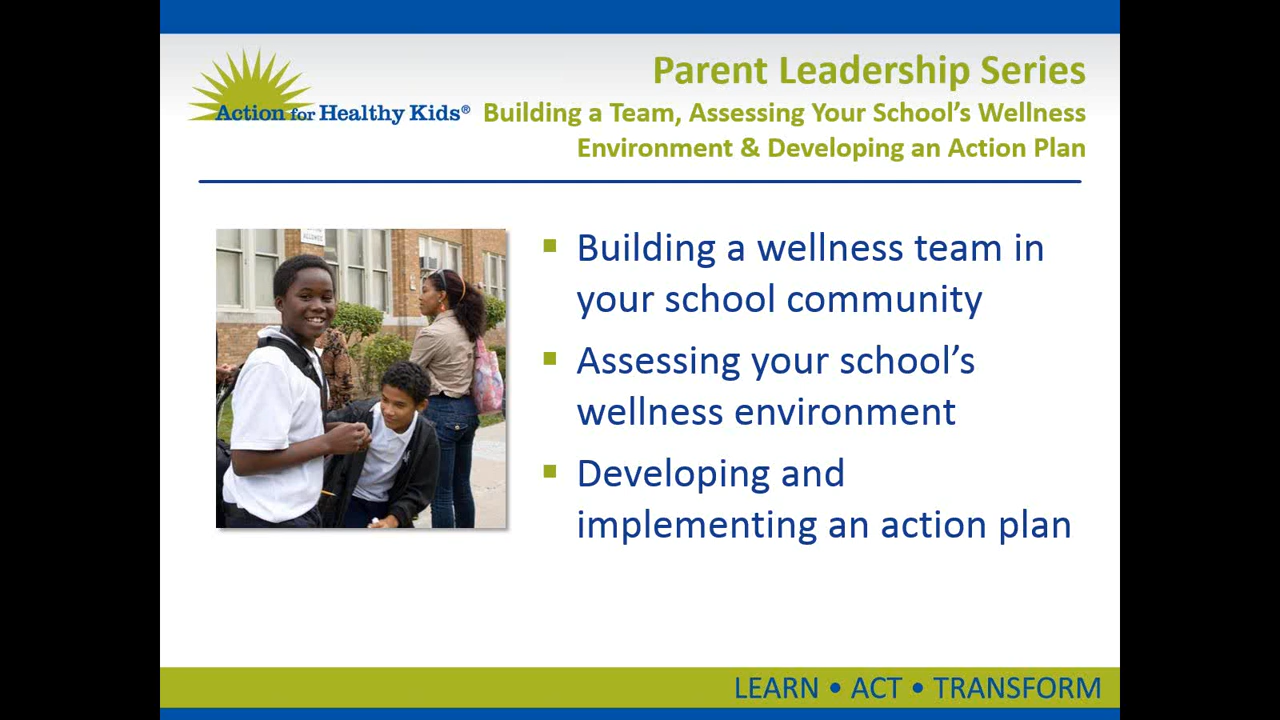 Parent Leadership Series
Action for Healthy Kids®
Building a Team, Assessing Your School's Wellness
Environment & Developing an Action Plan
▪ Building a wellness team in
your school community
▪ Assessing your school's
wellness environment
▪ Developing and
implementing an action plan
LEARN • ACT • TRANSFORM